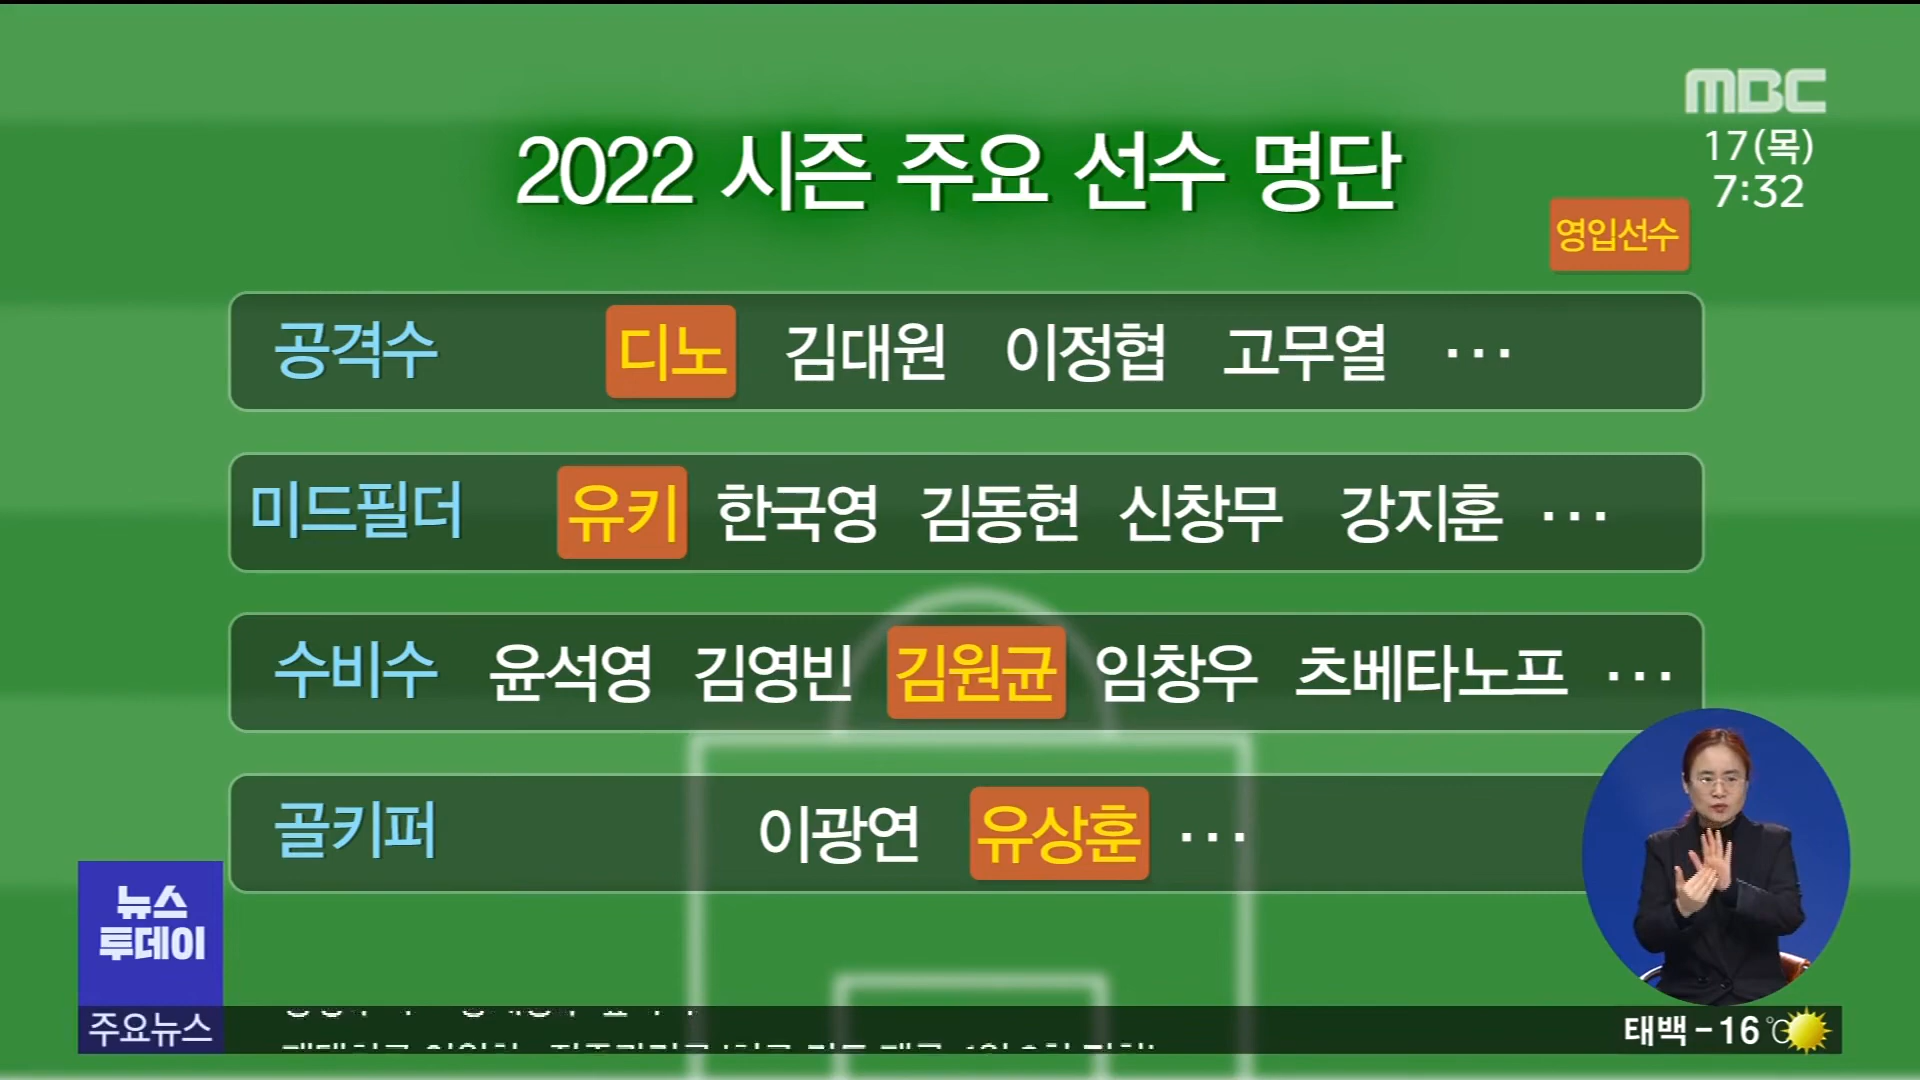 MBC
17(목)
7:32
2022 시즌 주요 선수 명단
영입선수
공격수 디노 김대원 이정협 고무열 ···
미드필더 유키 한국영 김동현 신창무 강지훈 ···
수비수 윤석영 김영빈 김원균 임창우 츠베타노프 ···
골키퍼 이광연 유상훈 ···
뉴스
투데이
주요뉴스
태백 -16℃